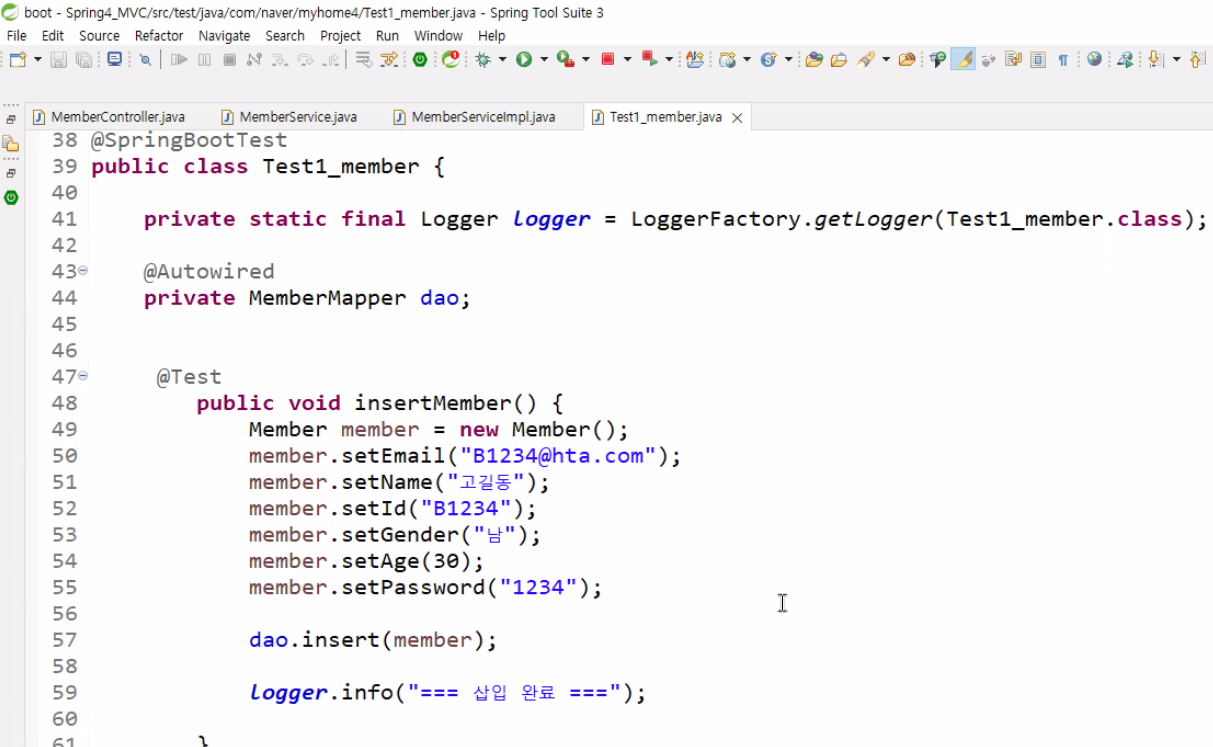 boot - Spring4_MVC/src/test/java/com/naver/myhome4/Test1_member.java - Spring Tool Suite 3
File Edit Source Refactor Navigate Search Project Run Window Help
MemberController.java MemberService.java MemberServiceImpl.java Test1_member.java
38 @SpringBootTest
39 public class Test1_member {
40
41 private static final Logger logger = LoggerFactory.getLogger(Test1_member.class);
42
43 @Autowired
44 private MemberMapper dao;
45
46
47 @Test
48 public void insertMember() {
49 Member member = new Member();
50 member.setEmail("B1234@hta.com");
51 member.setName("고길동");
52 member.setId("B1234");
53 member.setGender("남");
54 member.setAge(30);
55 member.setPassword("1234");
56
57 dao.insert(member);
58
59 logger.info("=== 삽입 완료 ===");
60
61 }